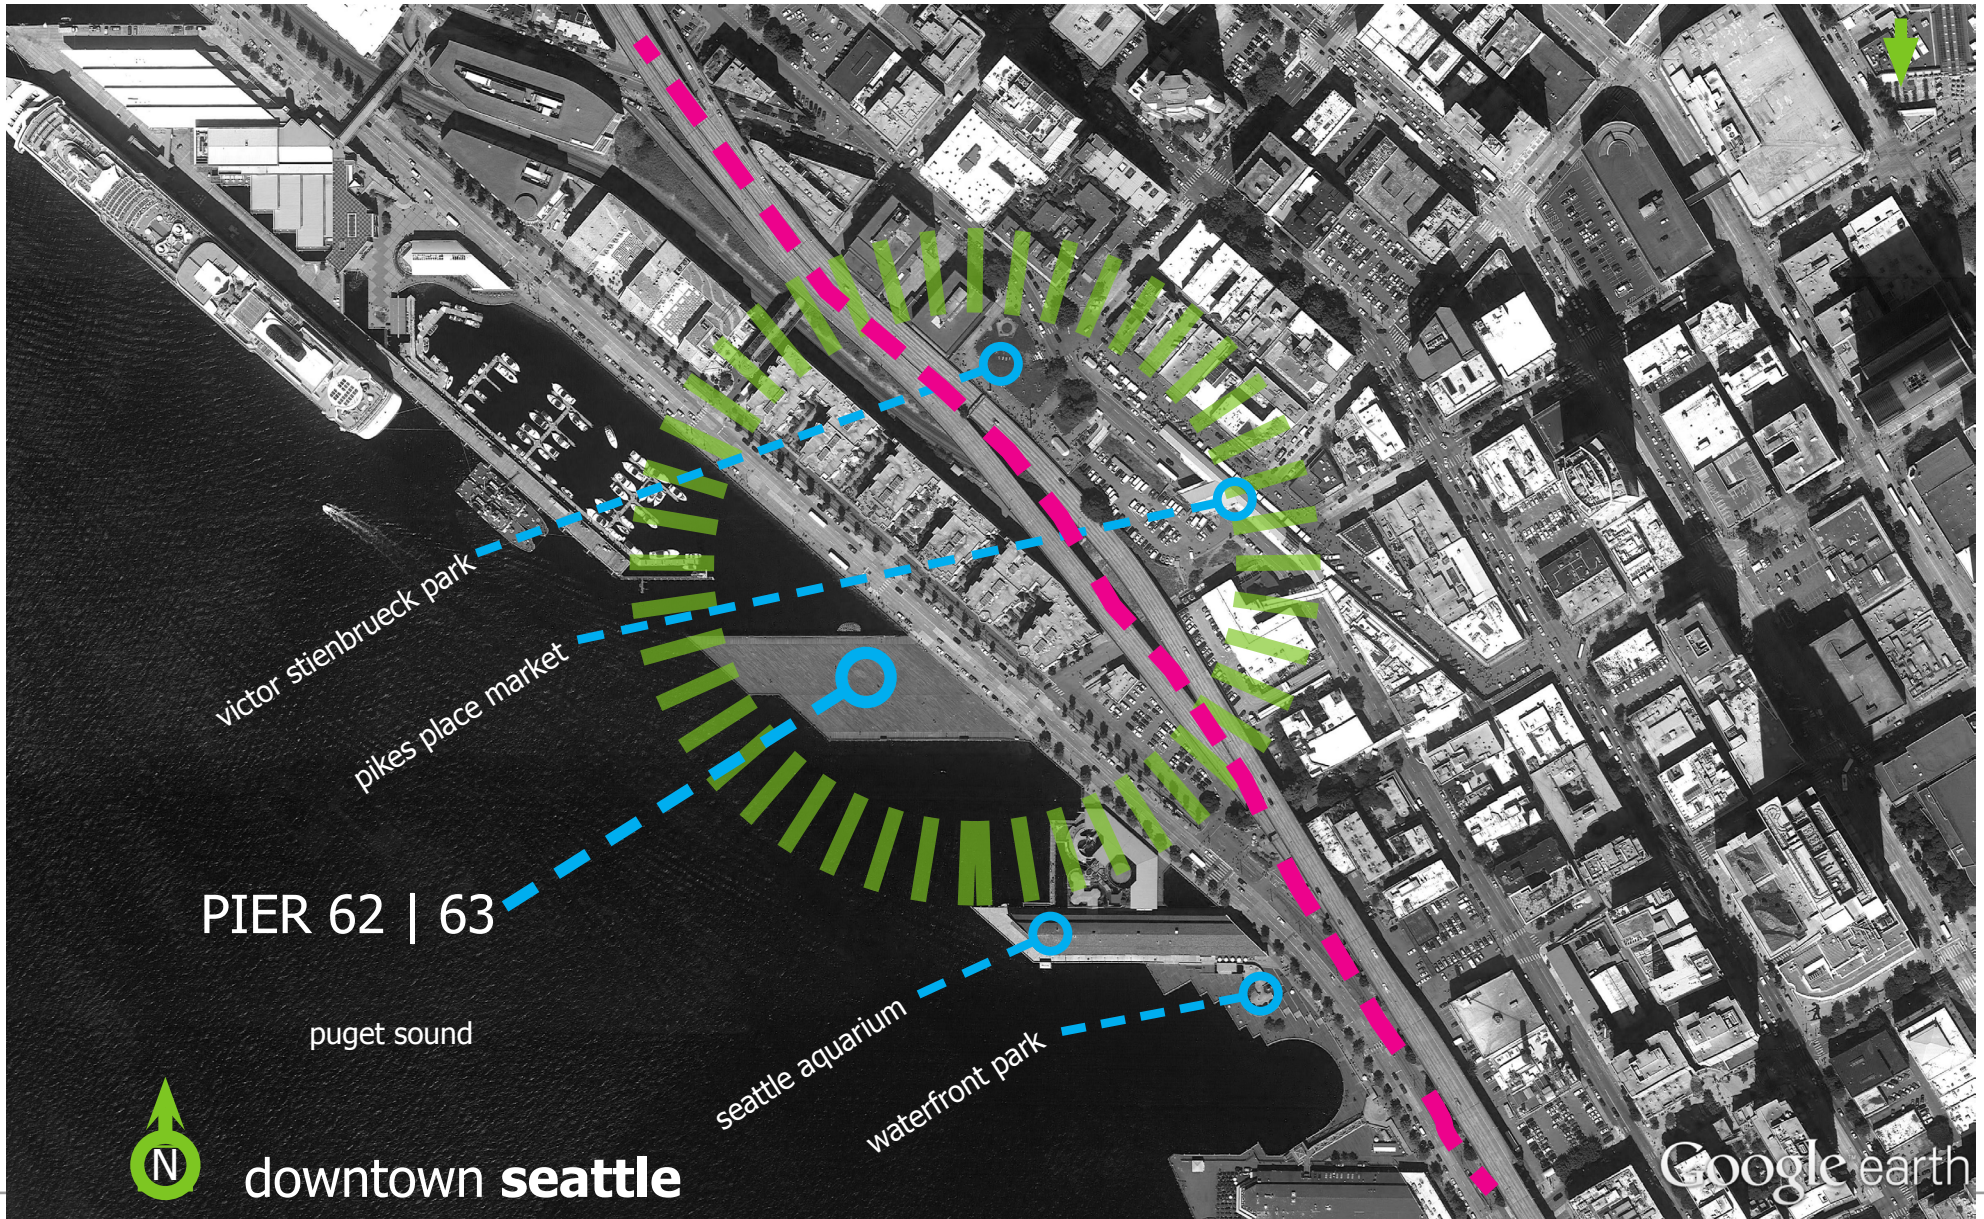 victor stienbrueck park
pikes place market
PIER 62 | 63
puget sound
seattle aquarium
waterfront park
N
downtown seattle
Google earth